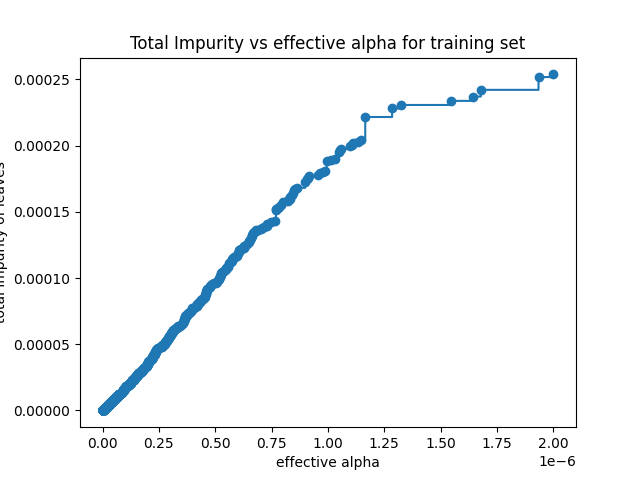 Total Impurity vs effective alpha for training set
total impurity of leaves
0.00025
0.00020
0.00015
0.00010
0.00005
0.00000
0.00 0.25 0.50 0.75 1.00 1.25 1.50 1.75 2.00
1e−6
effective alpha